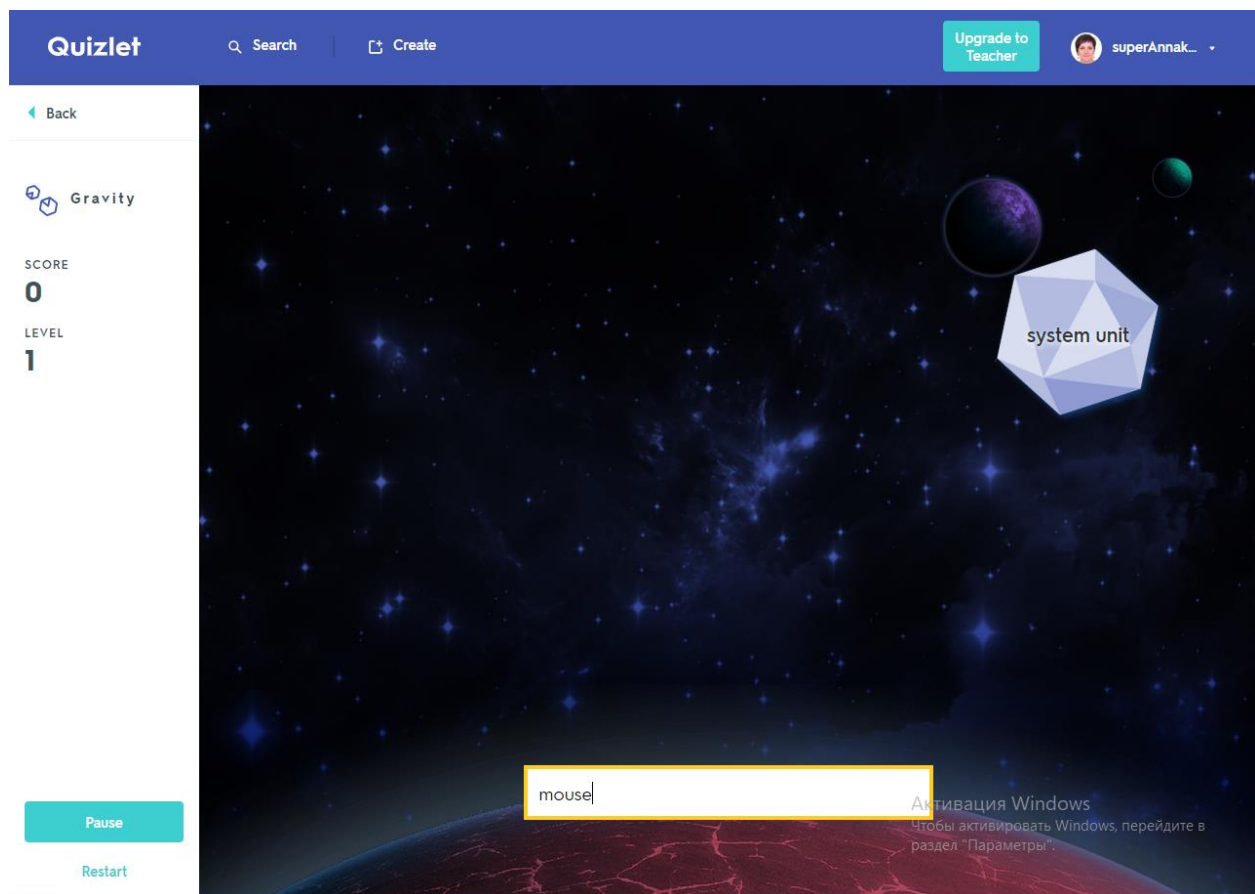 Quizlet
Search
Create
Upgrade to
Teacher
superAnnak...
Back
Gravity
SCORE
0
LEVEL
1
system unit
mouse
Активация Windows
Чтобы активировать Windows, перейдите в
раздел "Параметры".
Pause
Restart